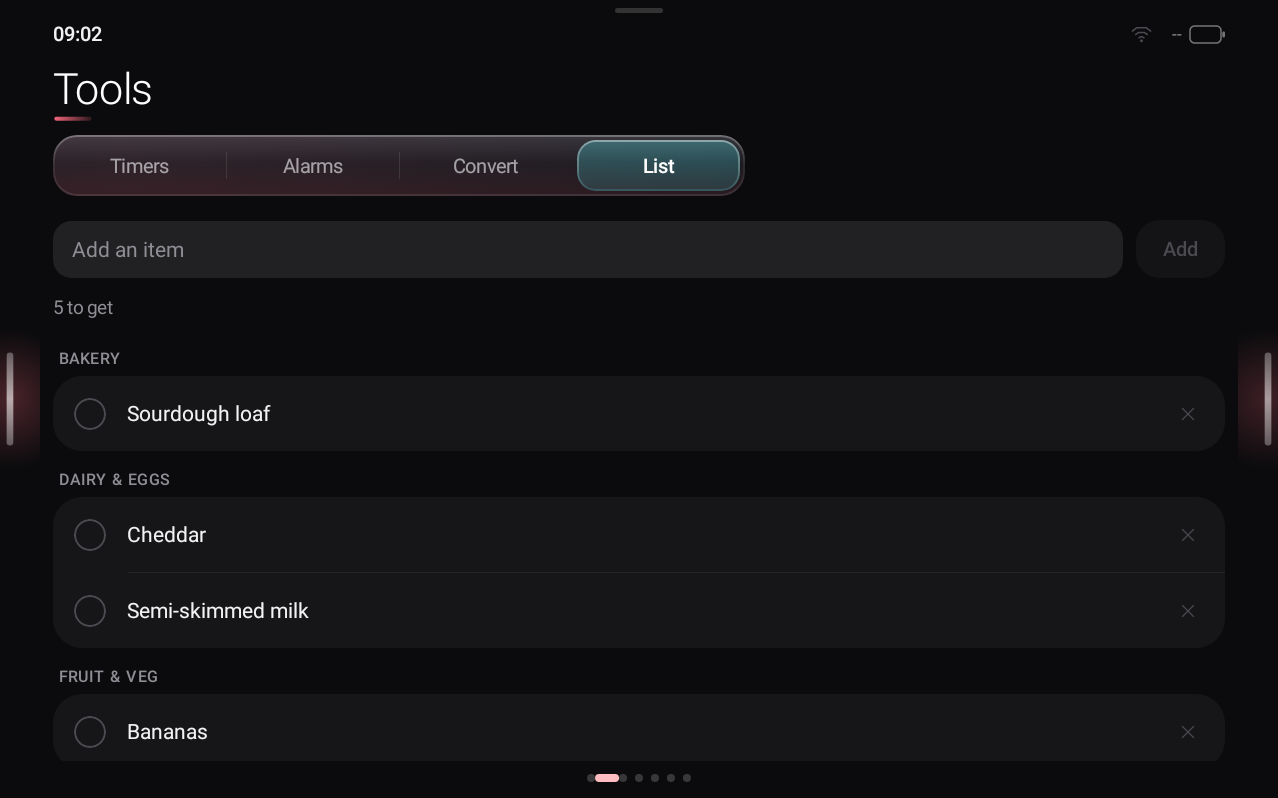 09:02
--
Tools
Timers
Alarms
Convert
List
Add an item
Add
5 to get
BAKERY
Sourdough loaf
DAIRY & EGGS
Cheddar
Semi-skimmed milk
FRUIT & VEG
Bananas